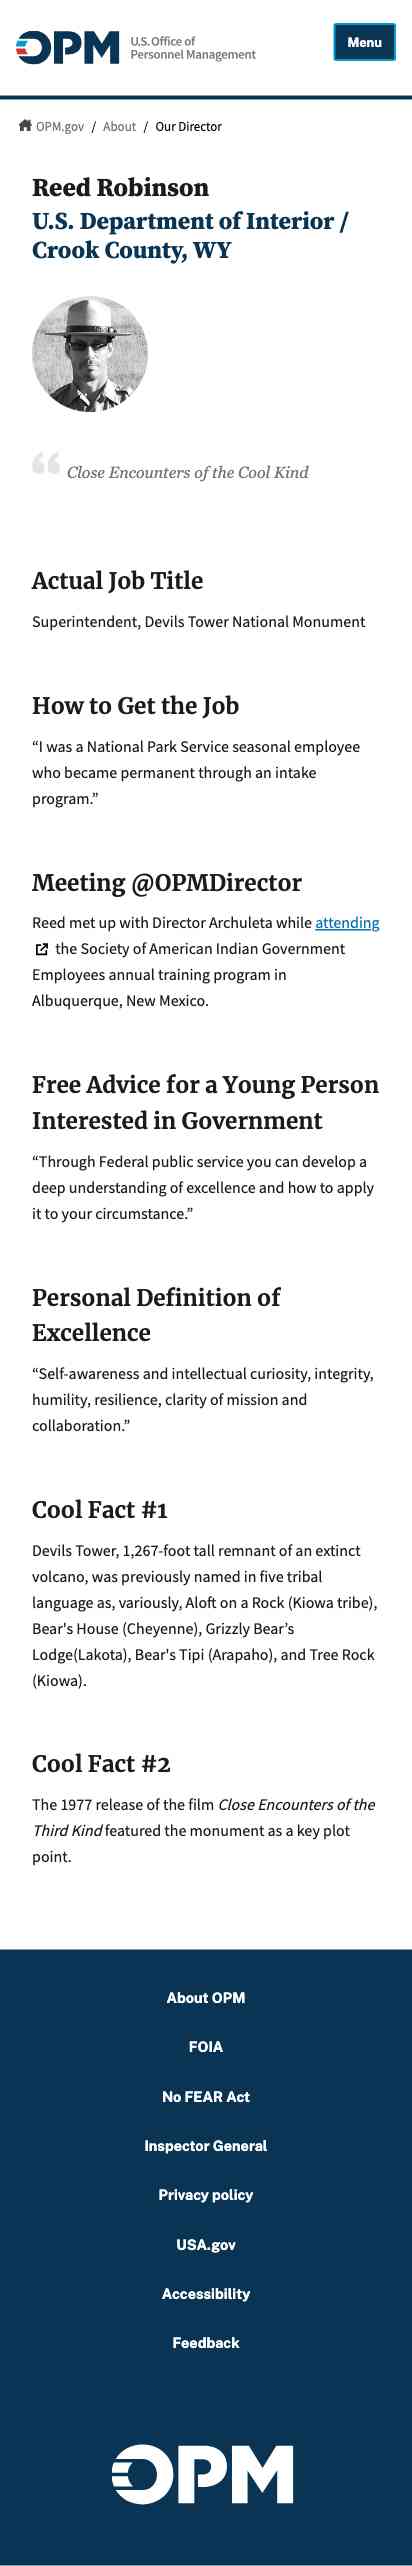 OPM U.S. Office of
Personnel Management
Menu
OPM.gov / About / Our Director
Reed Robinson
U.S. Department of Interior /
Crook County, WY
“ Close Encounters of the Cool Kind
Actual Job Title
Superintendent, Devils Tower National Monument
How to Get the Job
“I was a National Park Service seasonal employee
who became permanent through an intake
program.”
Meeting @OPMDirector
Reed met up with Director Archuleta while attending
the Society of American Indian Government
Employees annual training program in
Albuquerque, New Mexico.
Free Advice for a Young Person
Interested in Government
“Through Federal public service you can develop a
deep understanding of excellence and how to apply
it to your circumstance.”
Personal Definition of
Excellence
“Self-awareness and intellectual curiosity, integrity,
humility, resilience, clarity of mission and
collaboration.”
Cool Fact #1
Devils Tower, 1,267-foot tall remnant of an extinct
volcano, was previously named in five tribal
language as, variously, Aloft on a Rock (Kiowa tribe),
Bear's House (Cheyenne), Grizzly Bear’s
Lodge(Lakota), Bear's Tipi (Arapaho), and Tree Rock
(Kiowa).
Cool Fact #2
The 1977 release of the film Close Encounters of the
Third Kind featured the monument as a key plot
point.
About OPM
FOIA
No FEAR Act
Inspector General
Privacy policy
USA.gov
Accessibility
Feedback
OPM